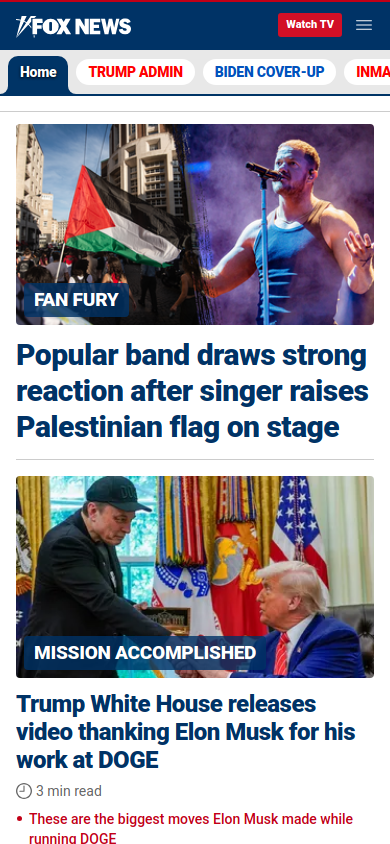 FOX NEWS
Watch TV
Home
TRUMP ADMIN
BIDEN COVER-UP
INMA
FAN FURY
Popular band draws strong
reaction after singer raises
Palestinian flag on stage
MISSION ACCOMPLISHED
Trump White House releases
video thanking Elon Musk for his
work at DOGE
3 min read
• These are the biggest moves Elon Musk made while
running DOGE